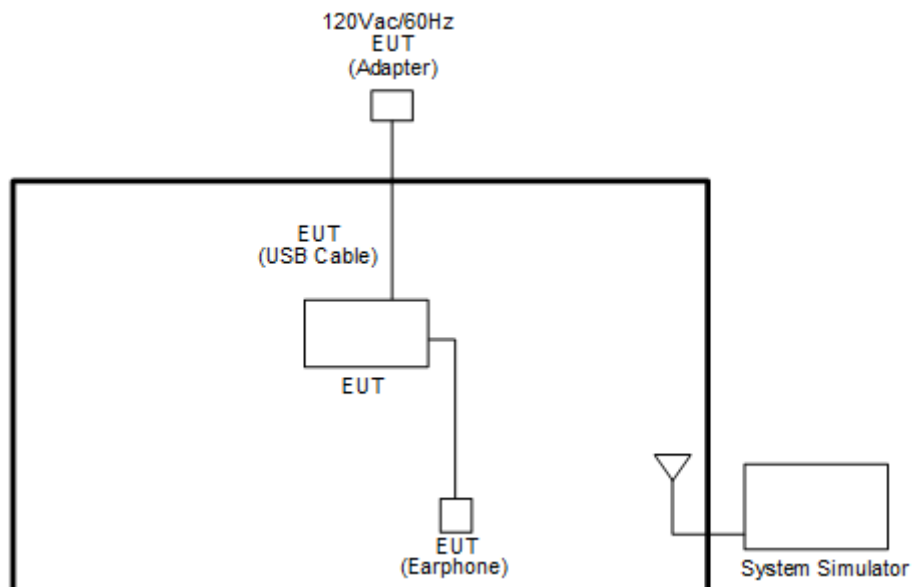 120Vac/60Hz
EUT
(Adapter)
EUT
(USB Cable)
EUT
EUT
(Earphone)
System Simulator